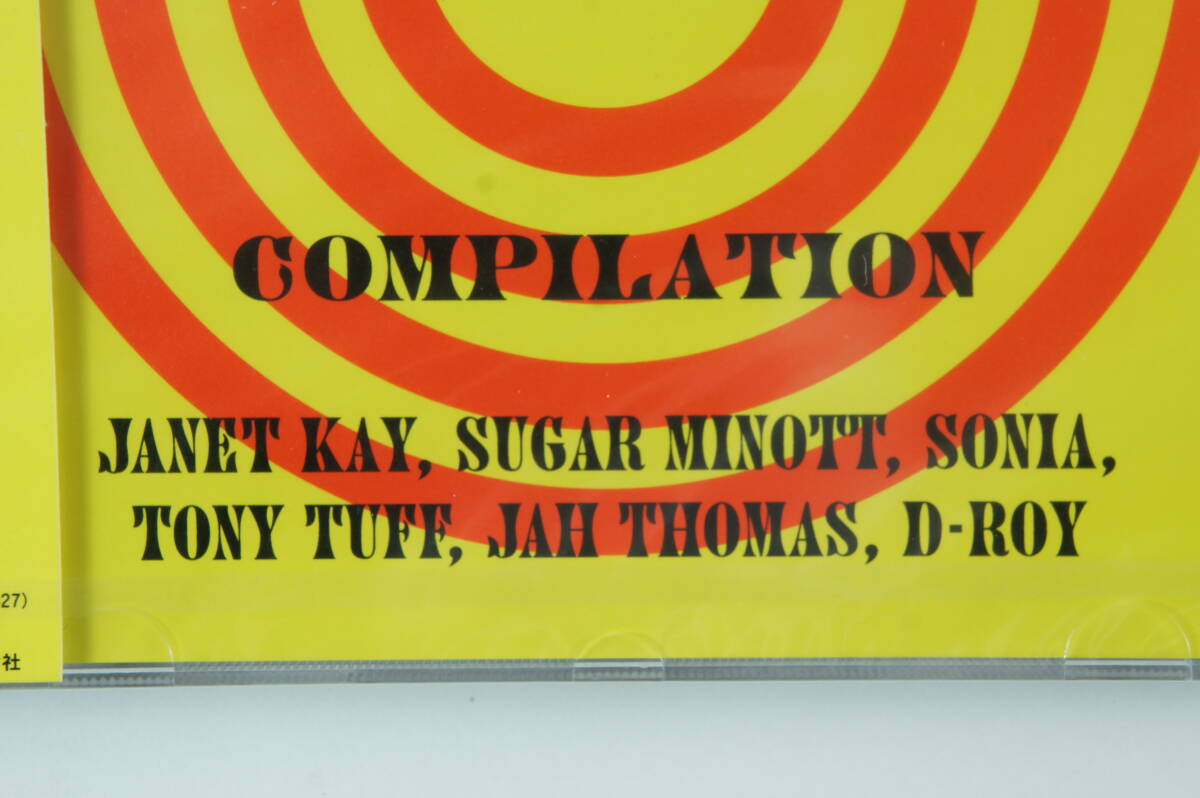 COMPILATION
JANET KAY, SUGAR MINOTT, SONIA,
TONY TUFF, JAH THOMAS, D-ROY
27)
社